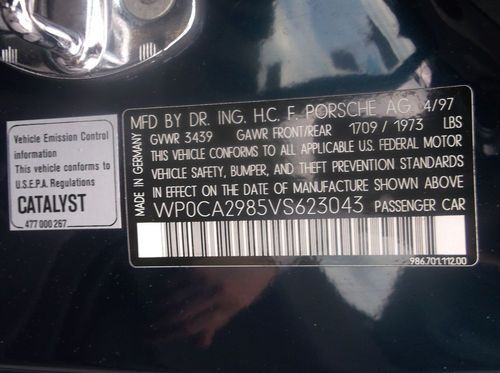 MFD BY DR. ING. H.C. F. PORSCHE AG 4/97
GVWR 3439 GAWR FRONT/REAR 1709 / 1973 LBS
THIS VEHICLE CONFORMS TO ALL APPLICABLE U.S. FEDERAL MOTOR
VEHICLE SAFETY, BUMPER, AND THEFT PREVENTION STANDARDS
IN EFFECT ON THE DATE OF MANUFACTURE SHOWN ABOVE
WP0CA2985VS623043 PASSENGER CAR
986.701.112.00
MADE IN GERMANY
Vehicle Emission Control
information
This vehicle conforms to
U.S.E.P.A. Regulations
CATALYST
477 000 267